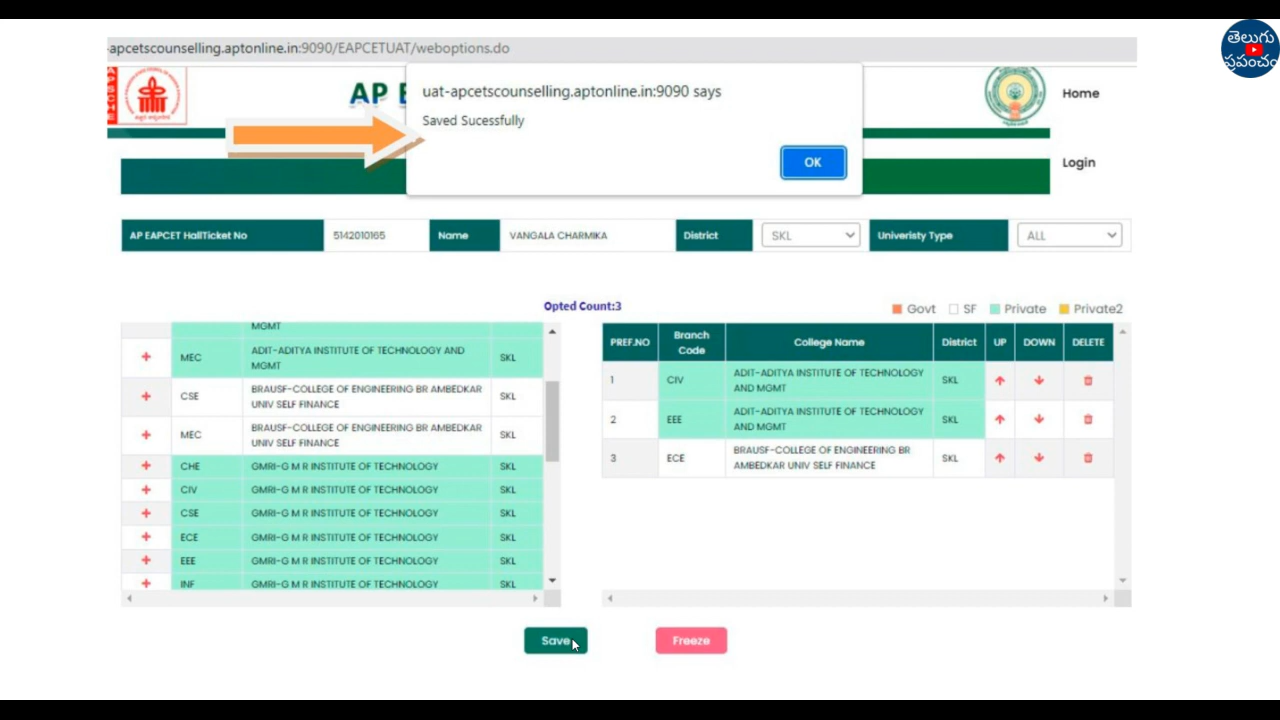 తెలుగు
ప్రపంచం
-apcetscounselling.aptonline.in:9090/EAPCETUAT/weboptions.do
AP E
uat-apcetscounselling.aptonline.in:9090 says
Saved Sucessfully
OK
Home
Login
AP EAPCET HallTicket No 5142010165 Name VANGALA CHARMIKA District SKL Univeristy Type ALL
Opted Count:3
Govt SF Private Private2
MGMT
MEC ADIT-ADITYA INSTITUTE OF TECHNOLOGY AND SKL
MGMT
CSE BRAUSF-COLLEGE OF ENGINEERING BR AMBEDKAR SKL
UNIV SELF FINANCE
MEC BRAUSF-COLLEGE OF ENGINEERING BR AMBEDKAR SKL
UNIV SELF FINANCE
CHE GMRI-G M R INSTITUTE OF TECHNOLOGY SKL
CIV GMRI-G M R INSTITUTE OF TECHNOLOGY SKL
CSE GMRI-G M R INSTITUTE OF TECHNOLOGY SKL
ECE GMRI-G M R INSTITUTE OF TECHNOLOGY SKL
EEE GMRI-G M R INSTITUTE OF TECHNOLOGY SKL
INF GMRI-G M R INSTITUTE OF TECHNOLOGY SKL
PREF.NO Branch Code College Name District UP DOWN DELETE
1 CIV ADIT-ADITYA INSTITUTE OF TECHNOLOGY SKL
AND MGMT
2 EEE ADIT-ADITYA INSTITUTE OF TECHNOLOGY SKL
AND MGMT
3 ECE BRAUSF-COLLEGE OF ENGINEERING BR SKL
AMBEDKAR UNIV SELF FINANCE
Save
Freeze